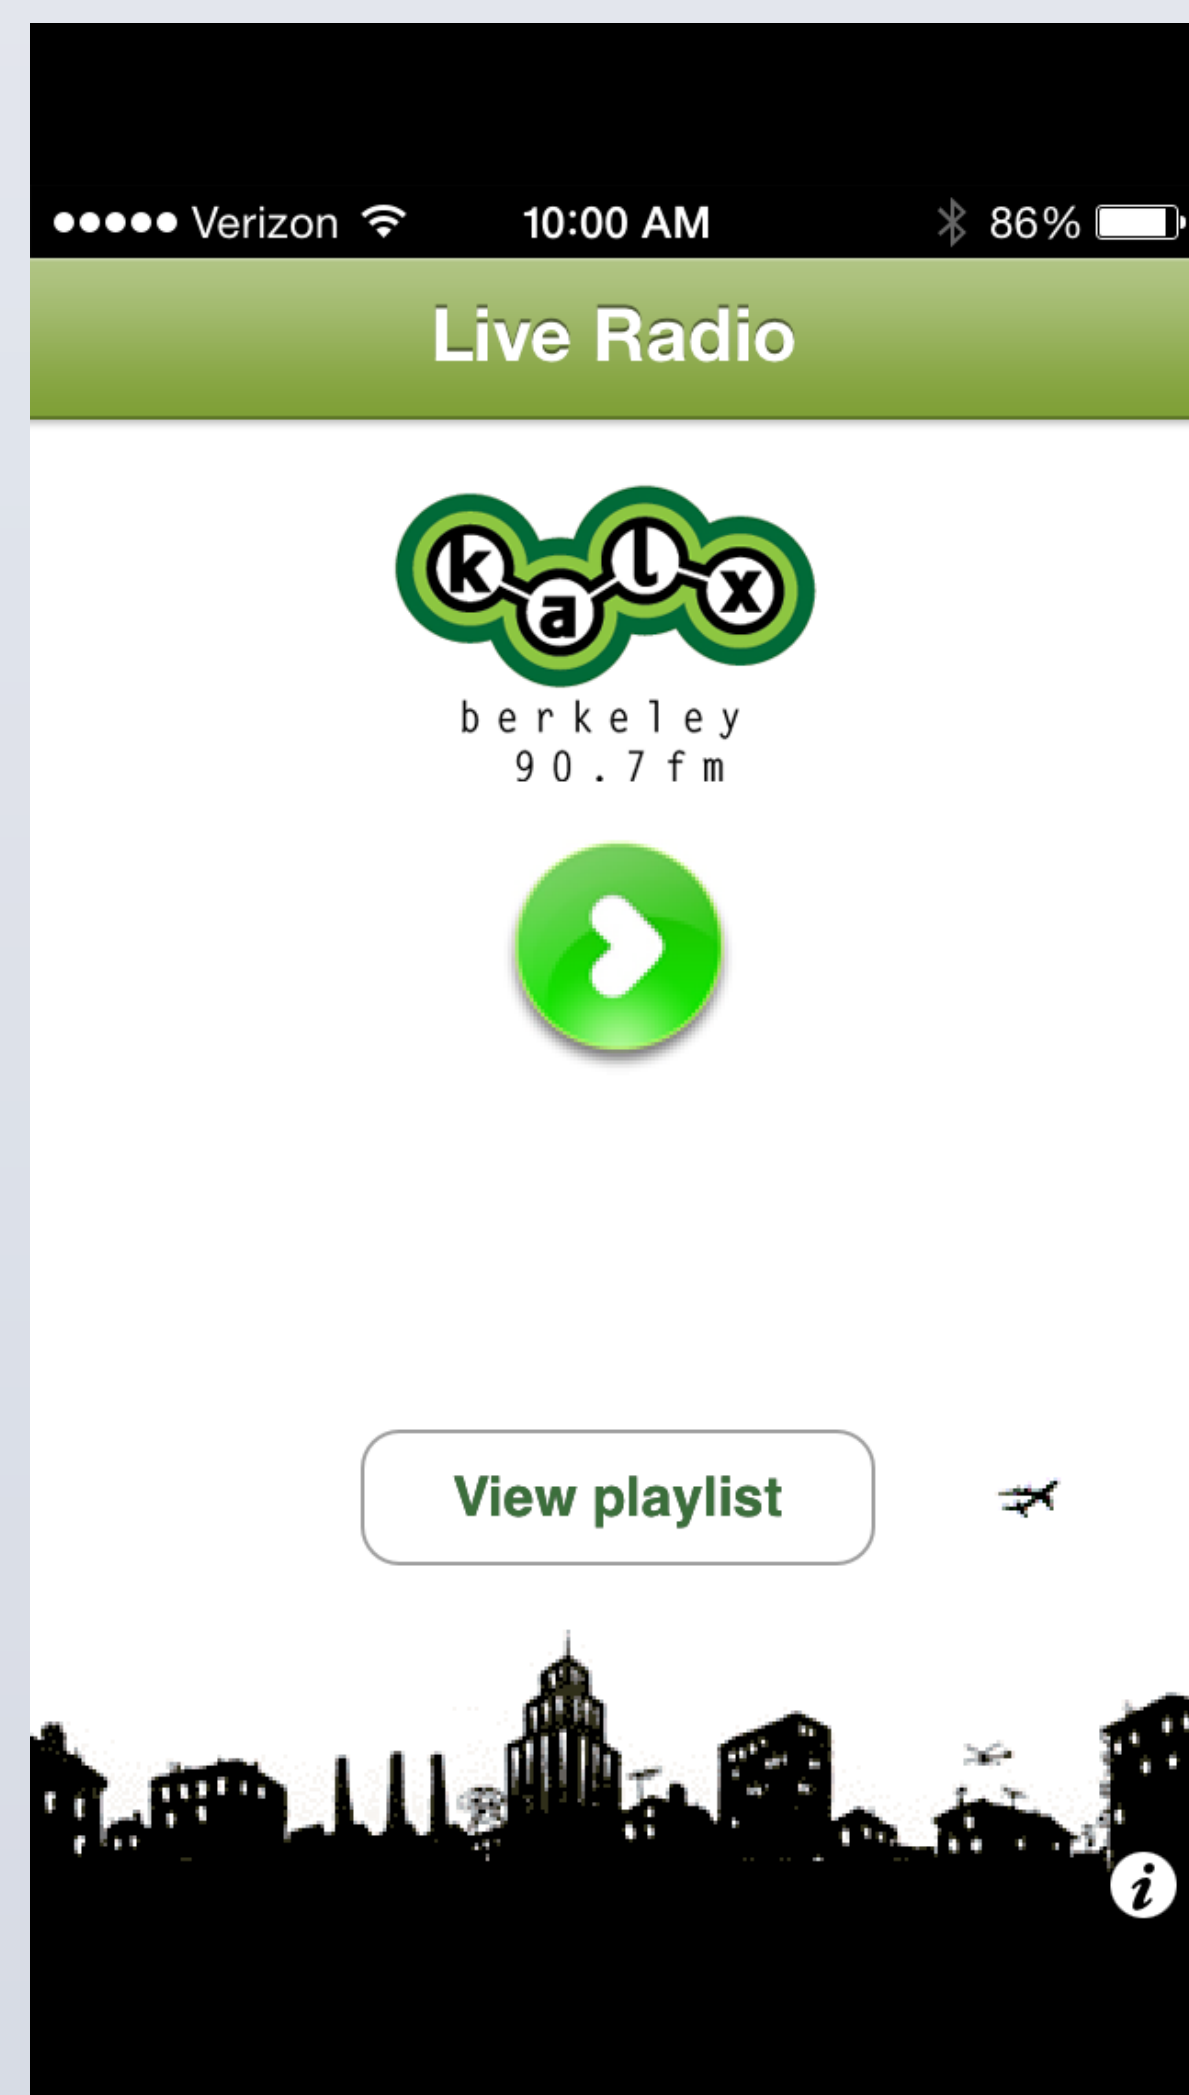 Verizon 10:00 AM 86%
Live Radio
kalx
berkeley
90.7fm
View playlist
i